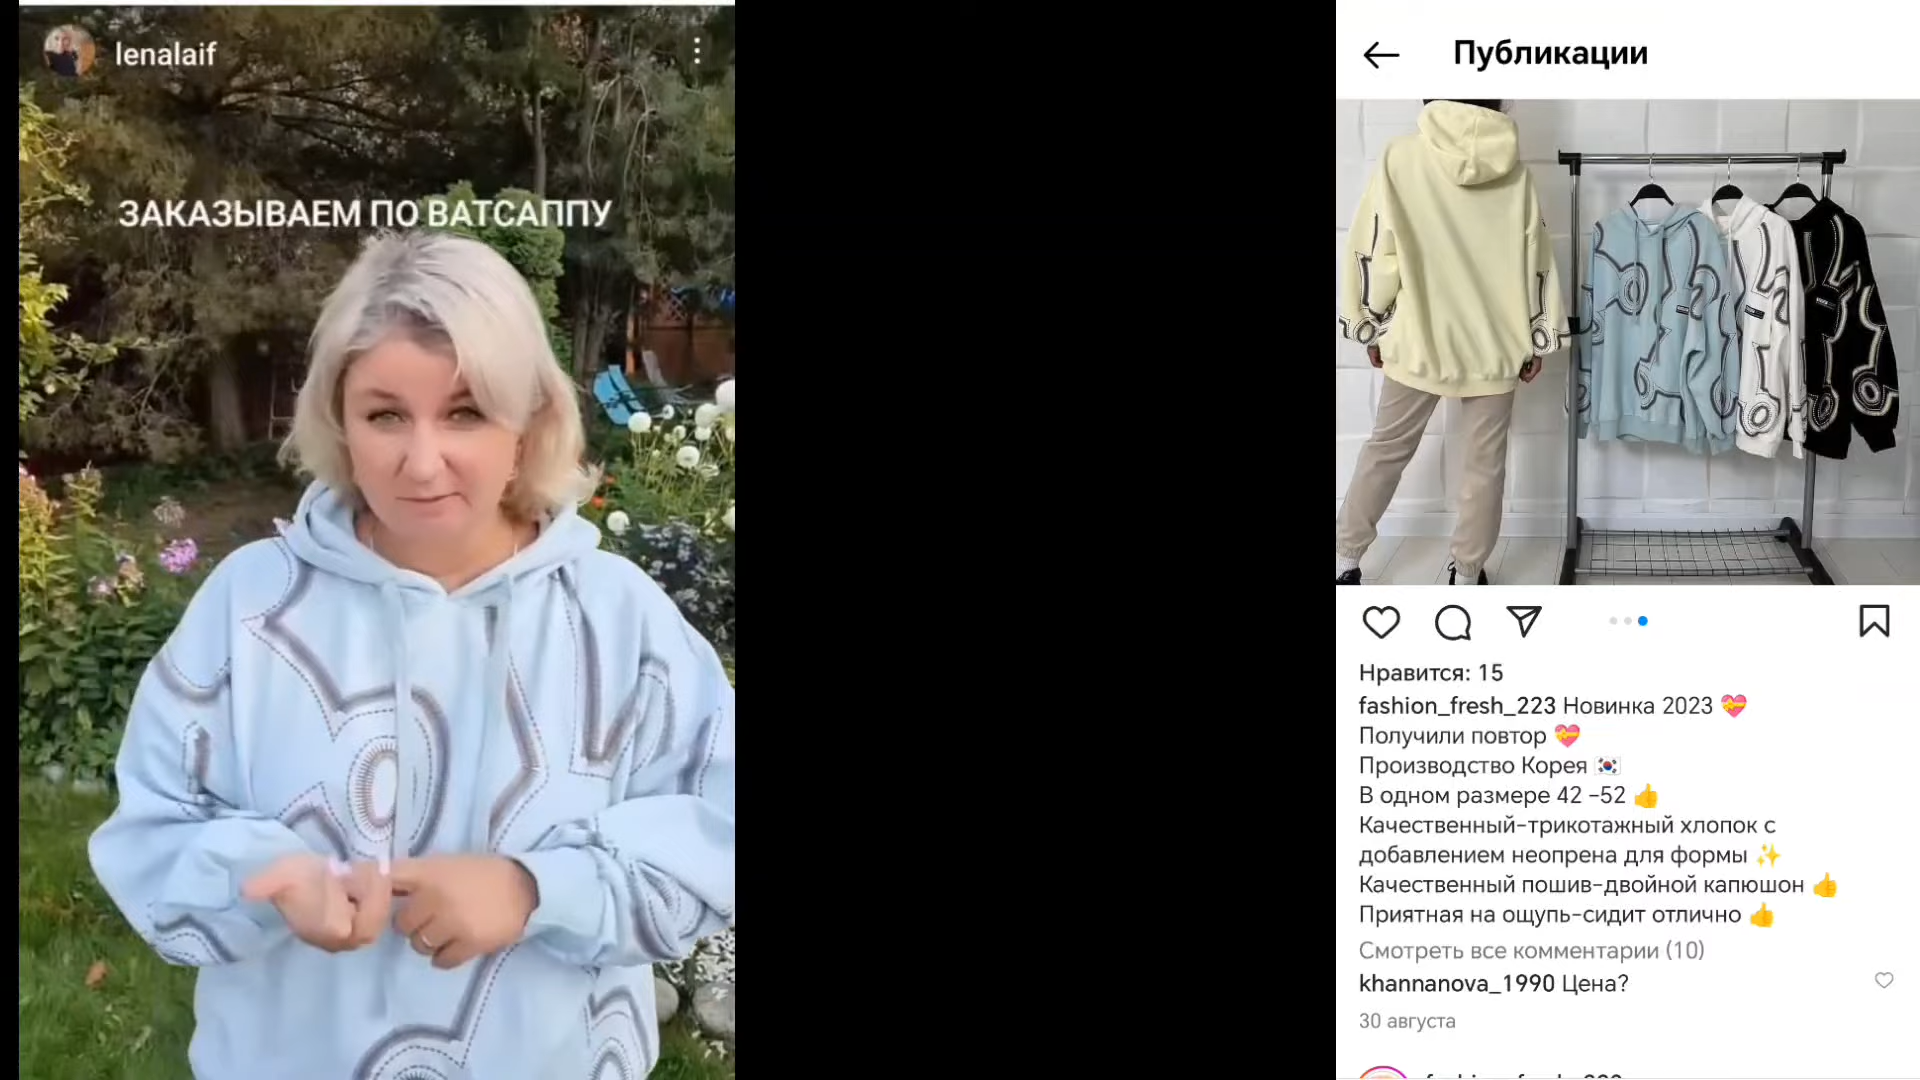 lenalaif
ЗАКАЗЫВАЕМ ПО ВАТСАППУ
Публикации
Нравится: 15
fashion_fresh_223 Новинка 2023 💝
Получили повтор 💝
Производство Корея 🇰🇷
В одном размере 42 -52 👍
Качественный-трикотажный хлопок с
добавлением неопрена для формы ✨
Качественный пошив-двойной капюшон 👍
Приятная на ощупь-сидит отлично 👍
Смотреть все комментарии (10)
khannanova_1990 Цена?
30 августа